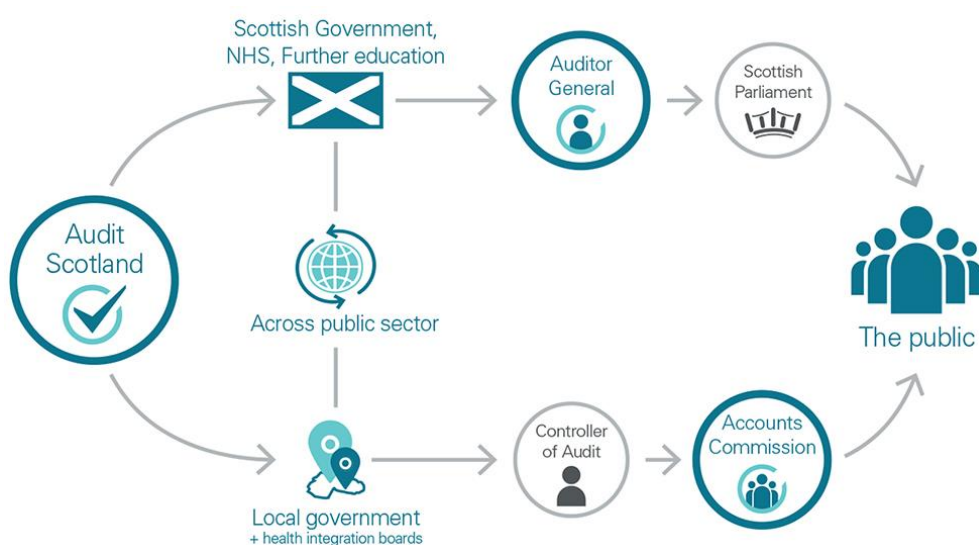 Scottish Government,
NHS, Further education
Auditor
General
Scottish
Parliament
Audit
Scotland
Across public sector
The public
Local government
+ health integration boards
Controller
of Audit
Accounts
Commission